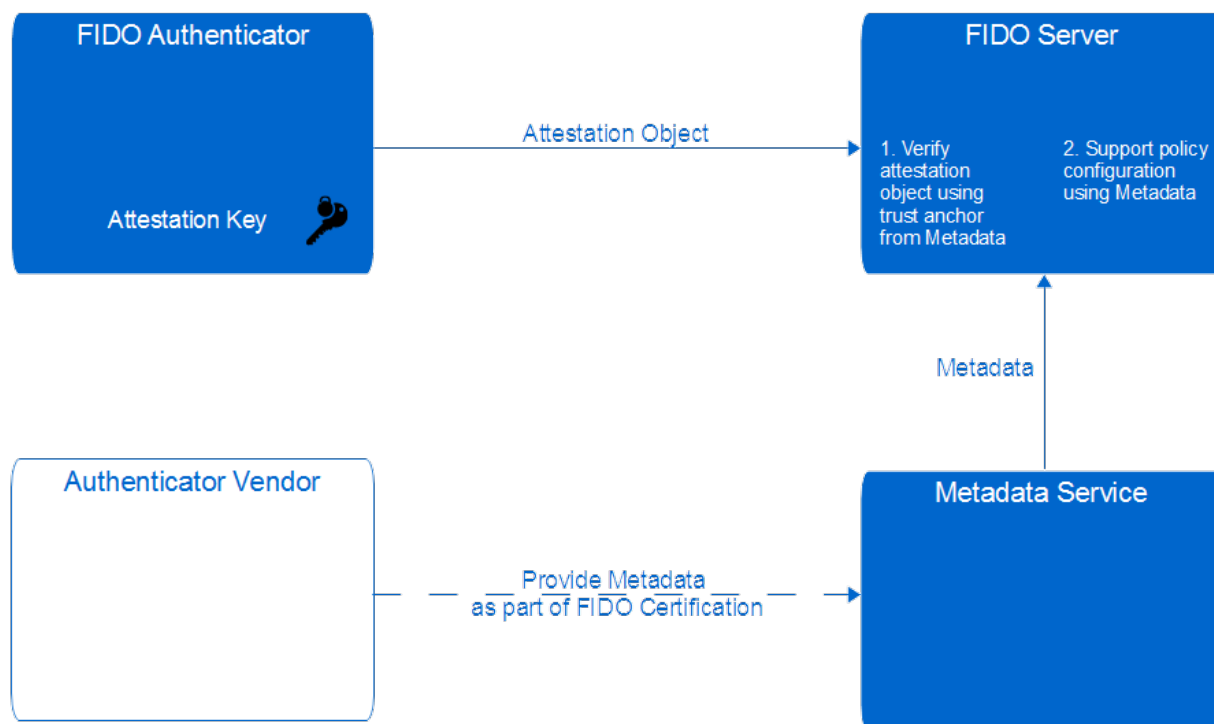 FIDO Authenticator
Attestation Key
Attestation Object
FIDO Server
1. Verify
attestation
object using
trust anchor
from Metadata
2. Support policy
configuration
using Metadata
Metadata
Authenticator Vendor
Provide Metadata
as part of FIDO Certification
Metadata Service